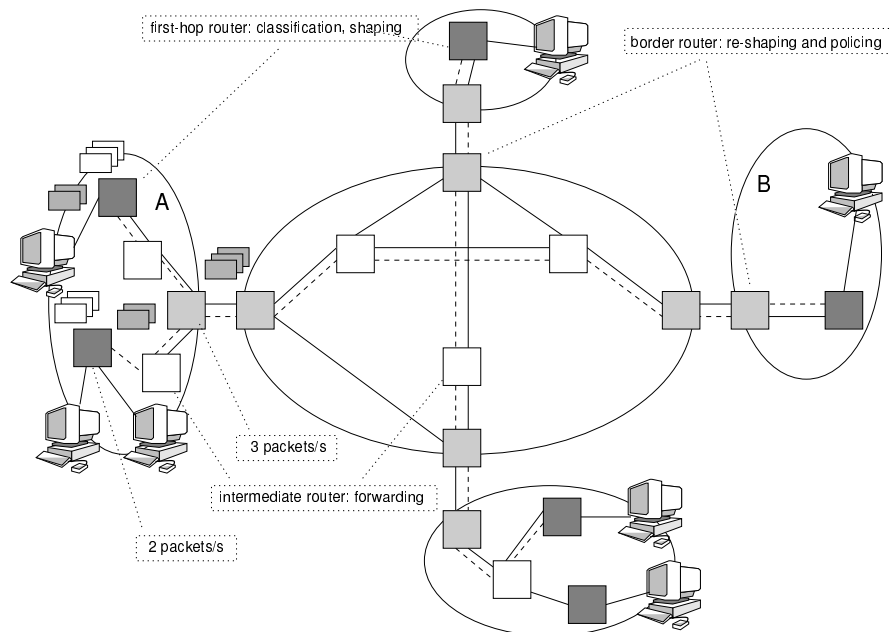 first-hop router: classification, shaping
border router: re-shaping and policing
A
B
3 packets/s
intermediate router: forwarding
2 packets/s